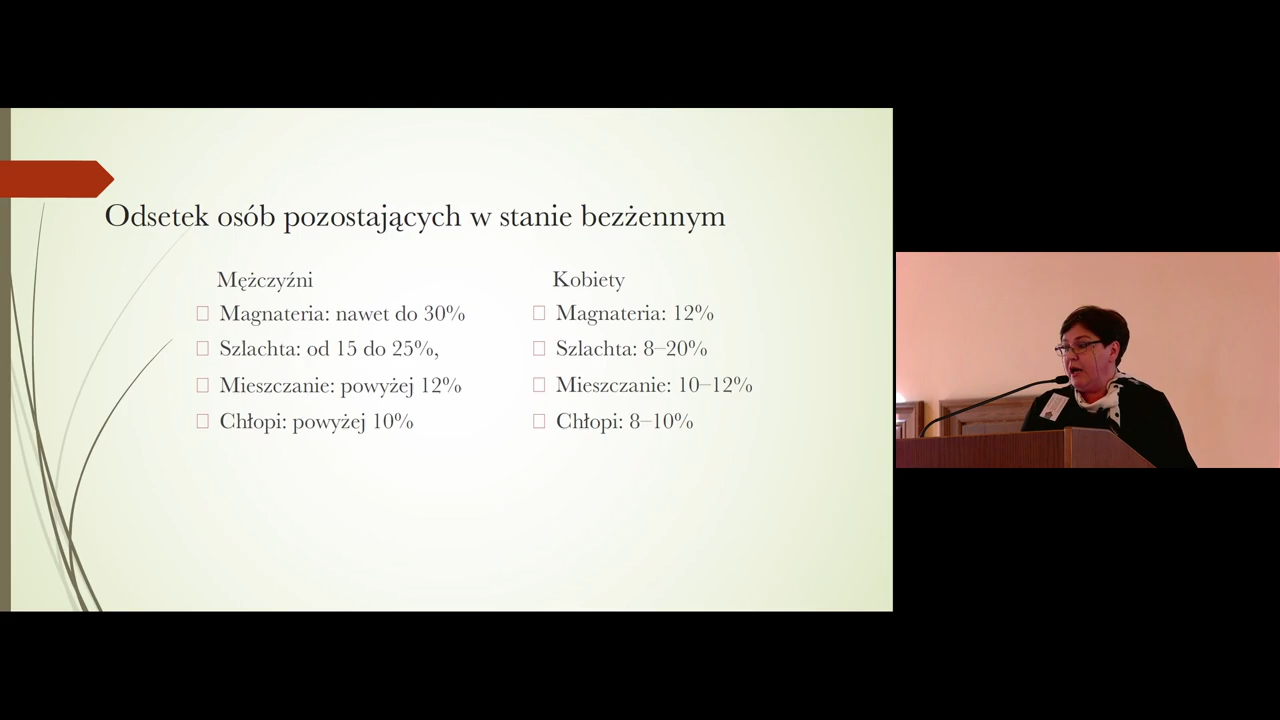 Odsetek osób pozostających w stanie bezżennym
Mężczyźni
Magnateria: nawet do 30%
Szlachta: od 15 do 25%,
Mieszczanie: powyżej 12%
Chłopi: powyżej 10%
Kobiety
Magnateria: 12%
Szlachta: 8–20%
Mieszczanie: 10–12%
Chłopi: 8–10%